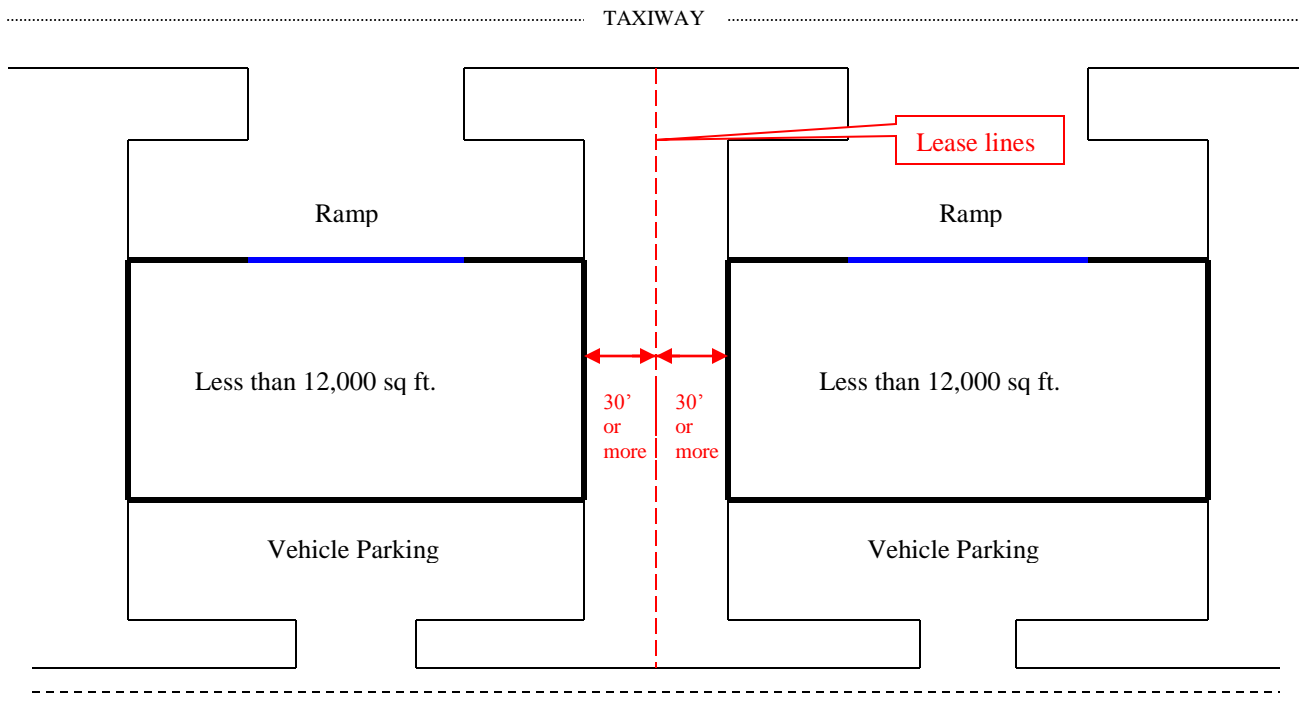 TAXIWAY
Lease lines
Ramp
Ramp
Less than 12,000 sq ft.
Less than 12,000 sq ft.
30’
or
more
30’
or
more
Vehicle Parking
Vehicle Parking